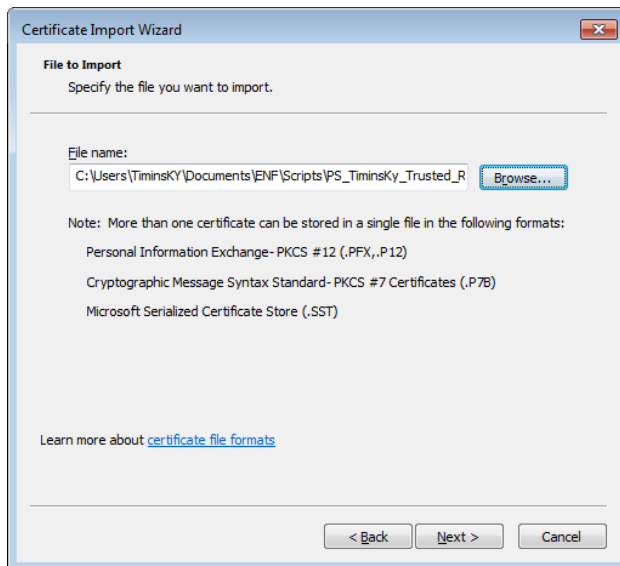 Certificate Import Wizard
File to Import
Specify the file you want to import.
File name:
C:\Users\TiminsKY\Documents\ENF\Scripts\PS_TiminsKy_Trusted_R
Browse...
Note: More than one certificate can be stored in a single file in the following formats:
Personal Information Exchange- PKCS #12 (.PFX,.P12)
Cryptographic Message Syntax Standard- PKCS #7 Certificates (.P7B)
Microsoft Serialized Certificate Store (.SST)
Learn more about certificate file formats
< Back Next > Cancel